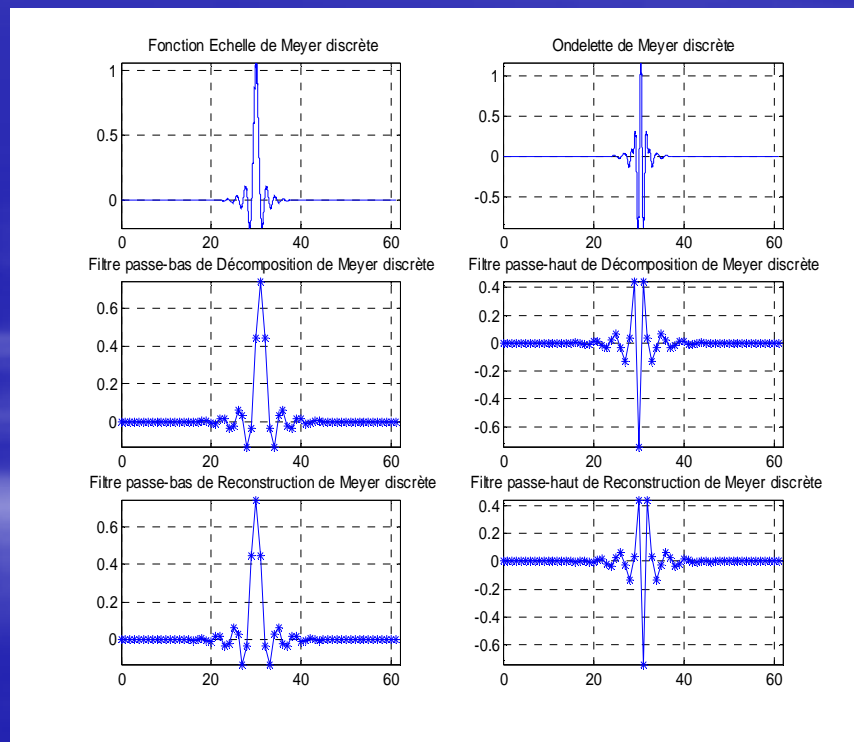 Fonction Echelle de Meyer discrète
1
0.5
0
0 20 40 60
Ondelette de Meyer discrète
1
0.5
0
-0.5
0 20 40 60
Filtre passe-bas de Décomposition de Meyer discrète
0.6
0.4
0.2
0
0 20 40 60
Filtre passe-haut de Décomposition de Meyer discrète
0.4
0.2
0
-0.2
-0.4
-0.6
0 20 40 60
Filtre passe-bas de Reconstruction de Meyer discrète
0.6
0.4
0.2
0
0 20 40 60
Filtre passe-haut de Reconstruction de Meyer discrète
0.4
0.2
0
-0.2
-0.4
-0.6
0 20 40 60